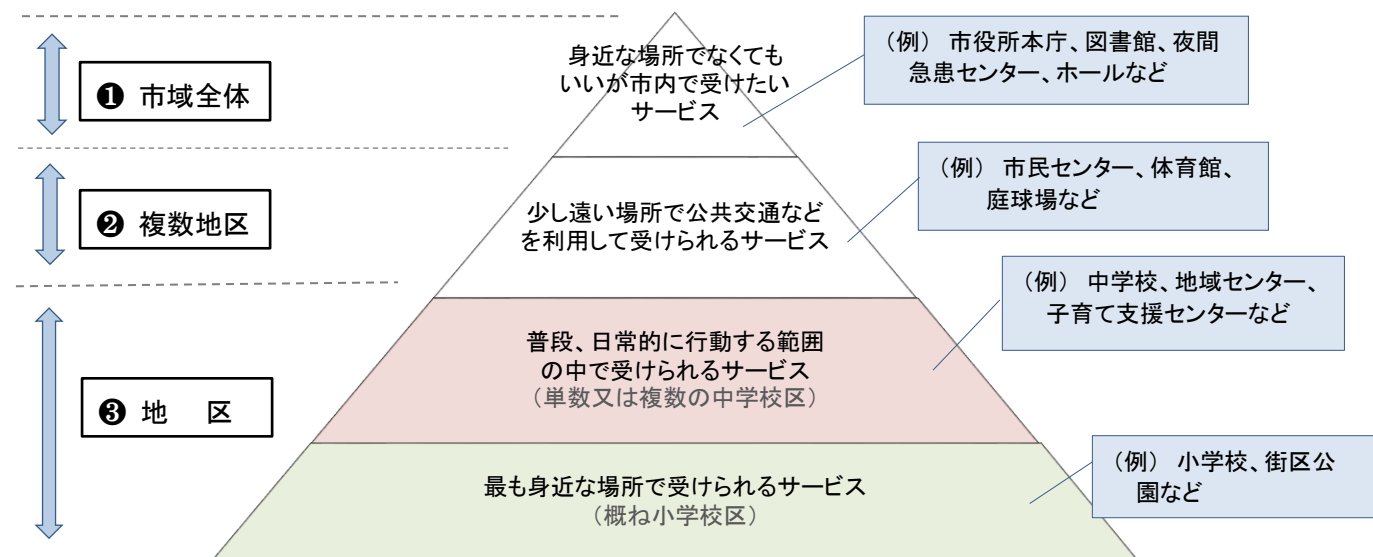 身近な場所でなくても
いいが市内で受けたい
サービス
（例） 市役所本庁、図書館、夜間
急患センター、ホールなど
❶ 市域全体
（例） 市民センター、体育館、
庭球場など
❷ 複数地区
少し遠い場所で公共交通など
を利用して受けられるサービス
（例） 中学校、地域センター、
子育て支援センターなど
普段、日常的に行動する範囲
の中で受けられるサービス
（単数又は複数の中学校区）
❸ 地　区
（例） 小学校、街区公
園など
最も身近な場所で受けられるサービス
（概ね小学校区）